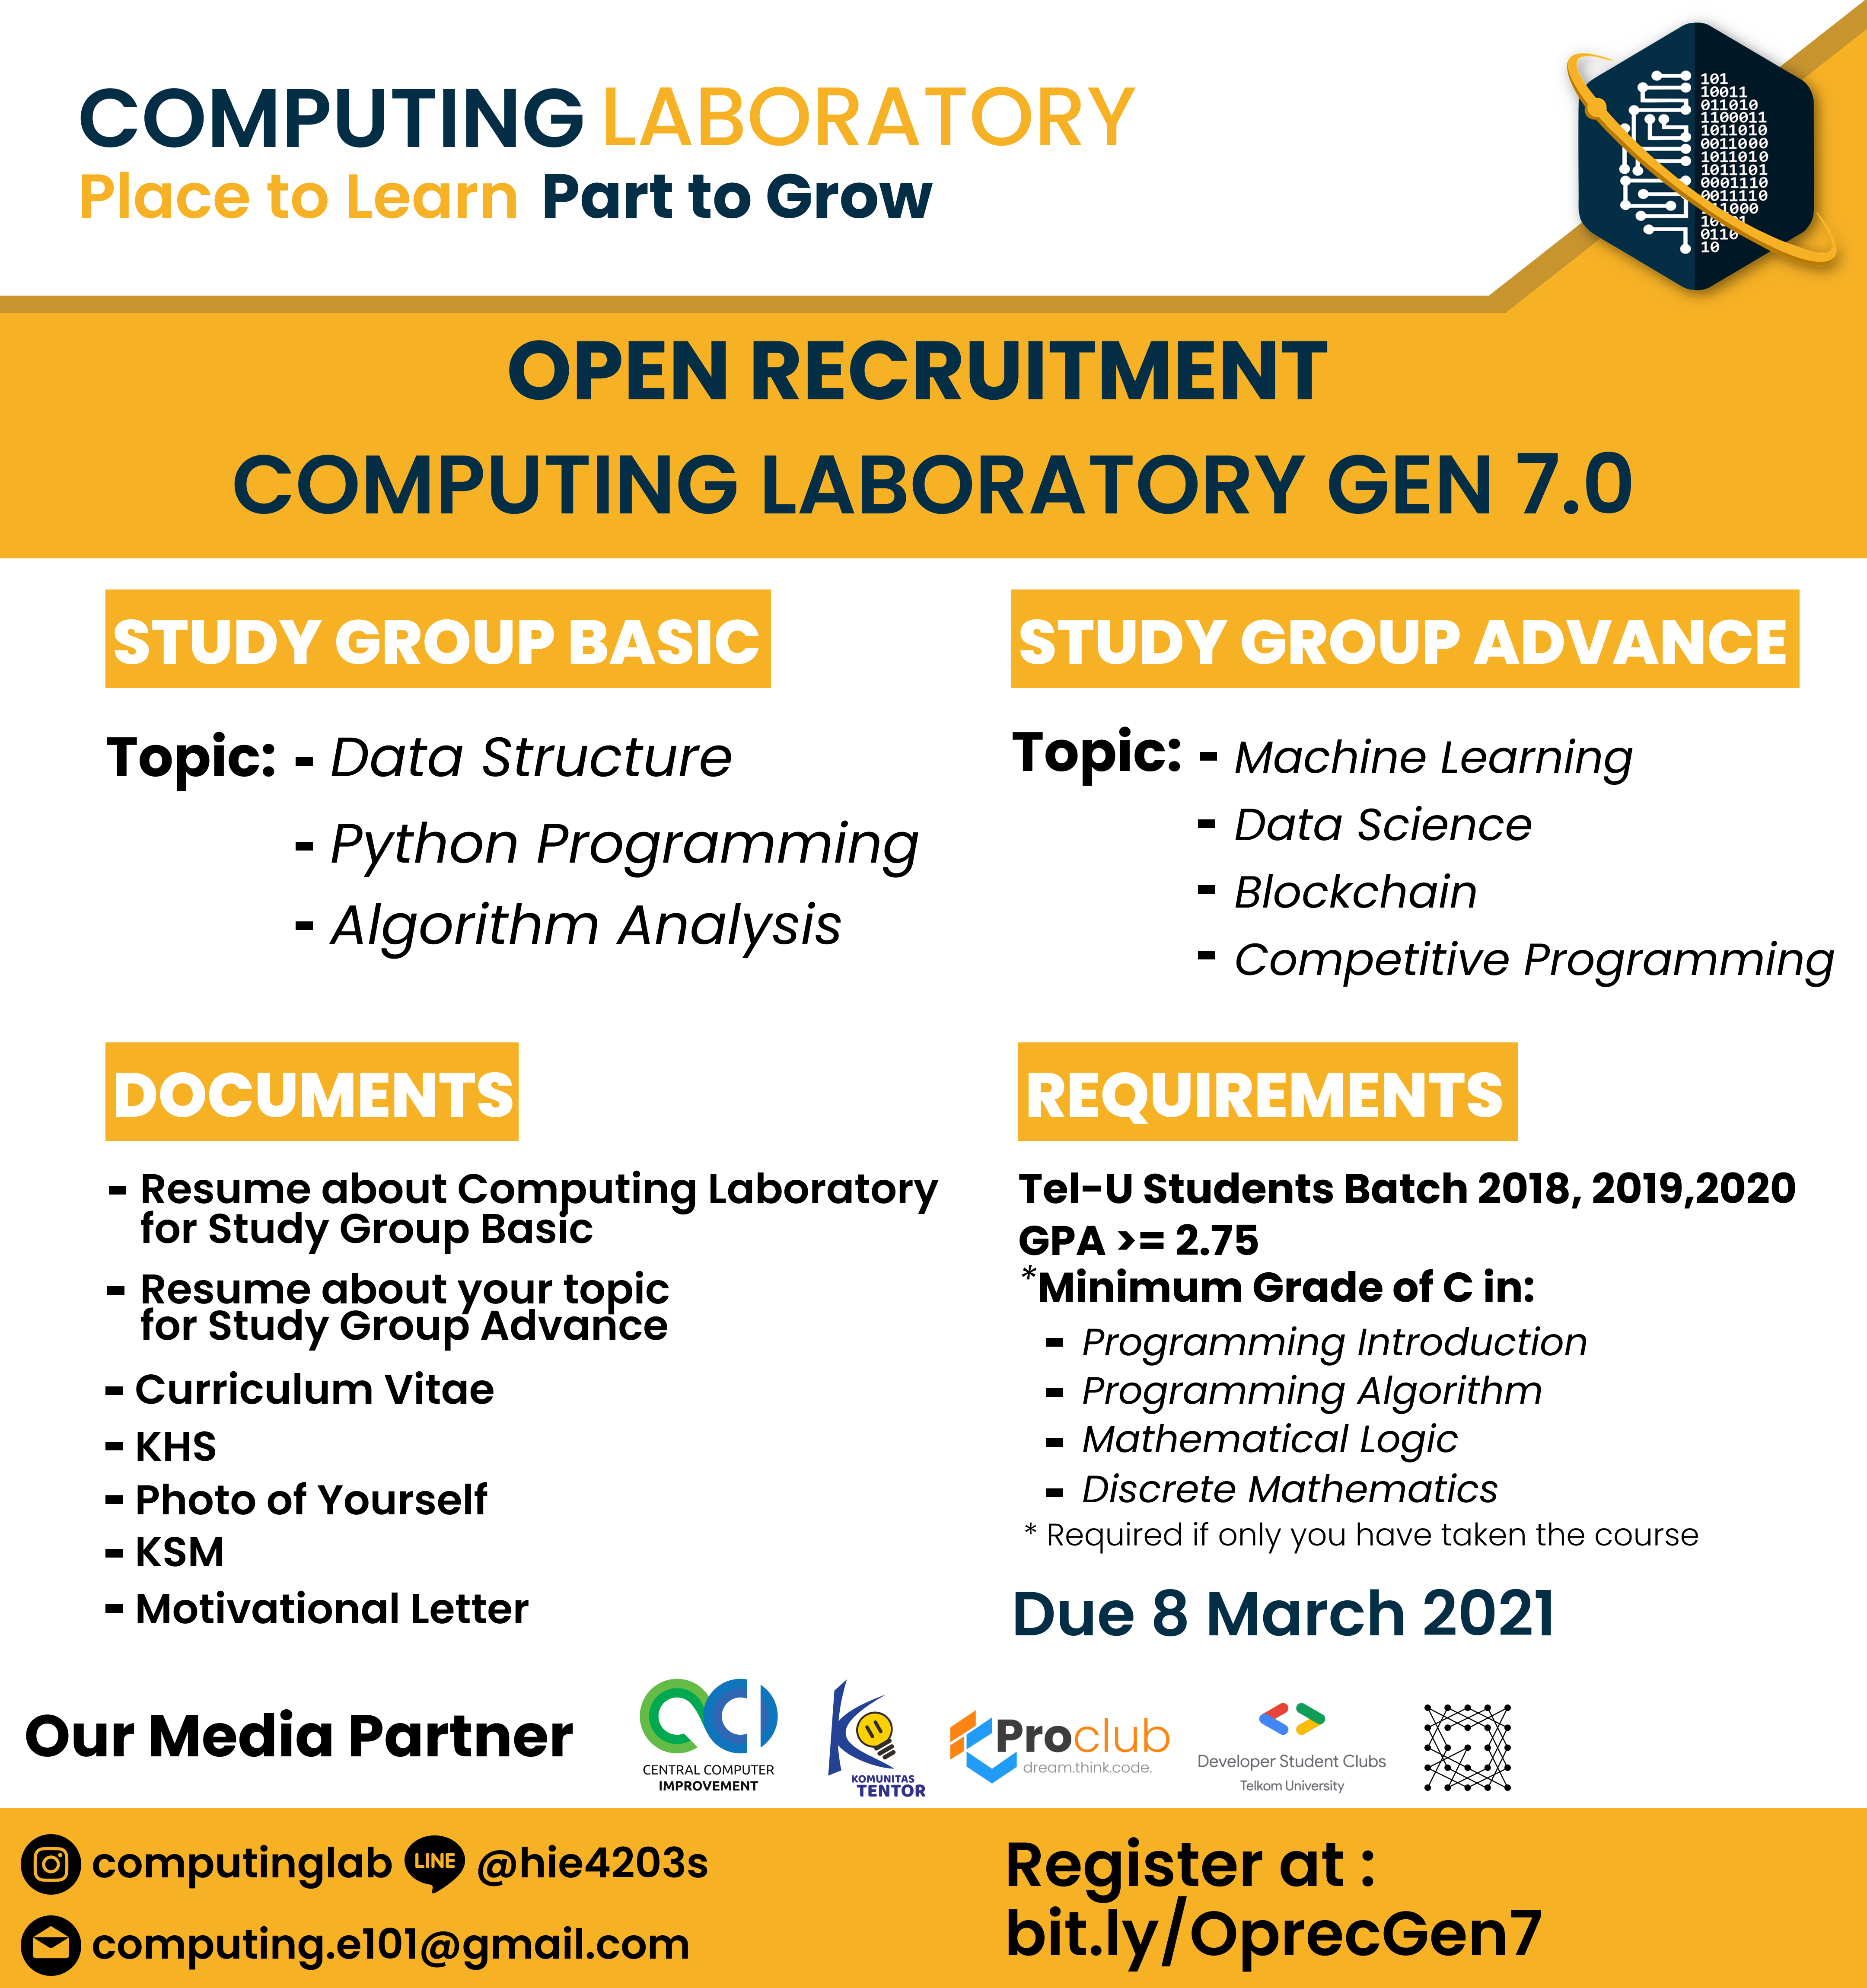 COMPUTING LABORATORY
Place to Learn Part to Grow
101
10011
011010
1100011
1011010
0011000
1011010
1011101
0001110
0011110
0110
10
OPEN RECRUITMENT
COMPUTING LABORATORY GEN 7.0
STUDY GROUP BASIC
Topic: - Data Structure
- Python Programming
- Algorithm Analysis
STUDY GROUP ADVANCE
Topic: - Machine Learning
- Data Science
- Blockchain
- Competitive Programming
DOCUMENTS
- Resume about Computing Laboratory
for Study Group Basic
- Resume about your topic
for Study Group Advance
- Curriculum Vitae
- KHS
- Photo of Yourself
- KSM
- Motivational Letter
REQUIREMENTS
Tel-U Students Batch 2018, 2019,2020
GPA >= 2.75
*Minimum Grade of C in:
- Programming Introduction
- Programming Algorithm
- Mathematical Logic
- Discrete Mathematics
* Required if only you have taken the course
Due 8 March 2021
Our Media Partner
CCI
CENTRAL COMPUTER
IMPROVEMENT
KOMUNITAS
TENTOR
Proclub
dream.think.code.
Developer Student Clubs
Telkom University
computinglab LINE @hie4203s
computing.e101@gmail.com
Register at :
bit.ly/OprecGen7